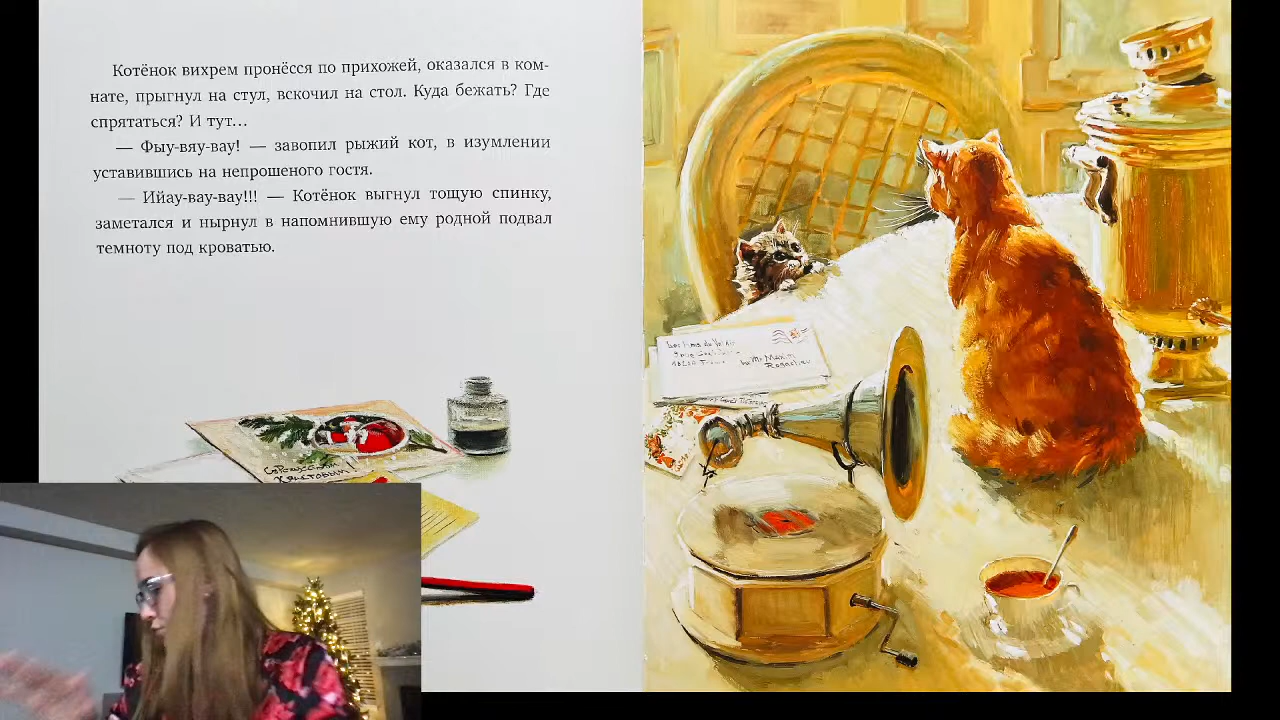 Котёнок вихрем пронёсся по прихожей, оказался в ком-
нате, прыгнул на стул, вскочил на стол. Куда бежать? Где
спрятаться? И тут…
— Фыу-вяу-вау! — завопил рыжий кот, в изумлении
уставившись на непрошеного гостя.
— Ийау-вау-вау!!! — Котёнок выгнул тощую спинку,
заметался и нырнул в напомнившую ему родной подвал
темноту под кроватью.
Mr Maxim